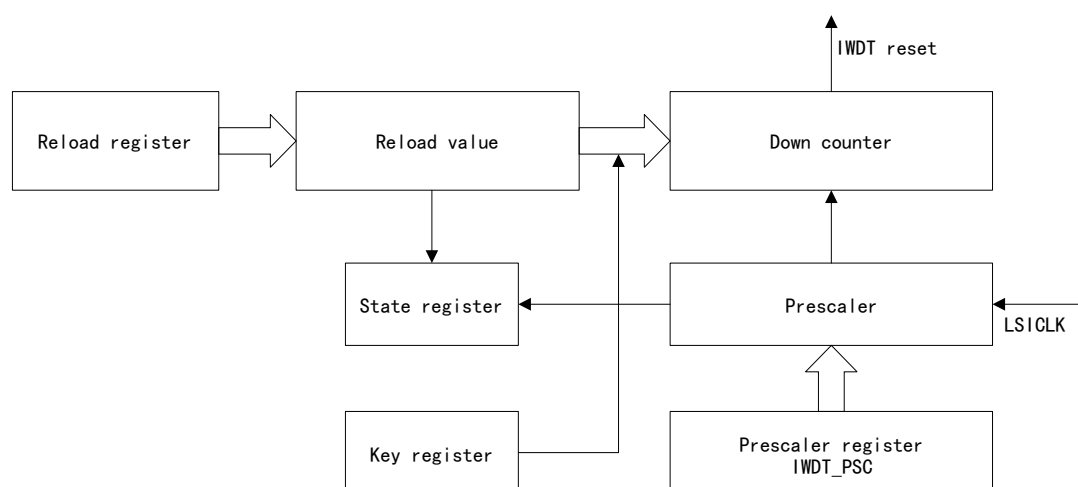 IWDT reset
Reload register
Reload value
Down counter
State register
Prescaler
LSICLK
Key register
Prescaler register
IWDT_PSC